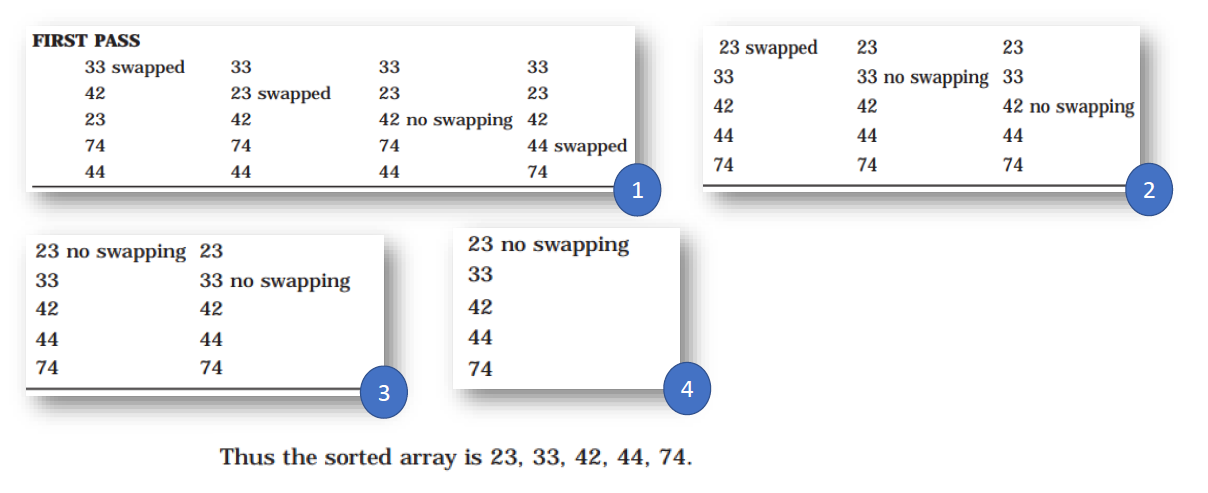 FIRST PASS
33 swapped 33 33 33
42 23 swapped 23 23
23 42 42 no swapping 42
74 74 74 44 swapped
44 44 44 74
1
23 swapped 23 23
33 33 no swapping 33
42 42 42 no swapping
44 44 44
74 74 74
2
23 no swapping 23
33 33 no swapping
42 42
44 44
74 74
3
23 no swapping
33
42
44
74
4
Thus the sorted array is 23, 33, 42, 44, 74.